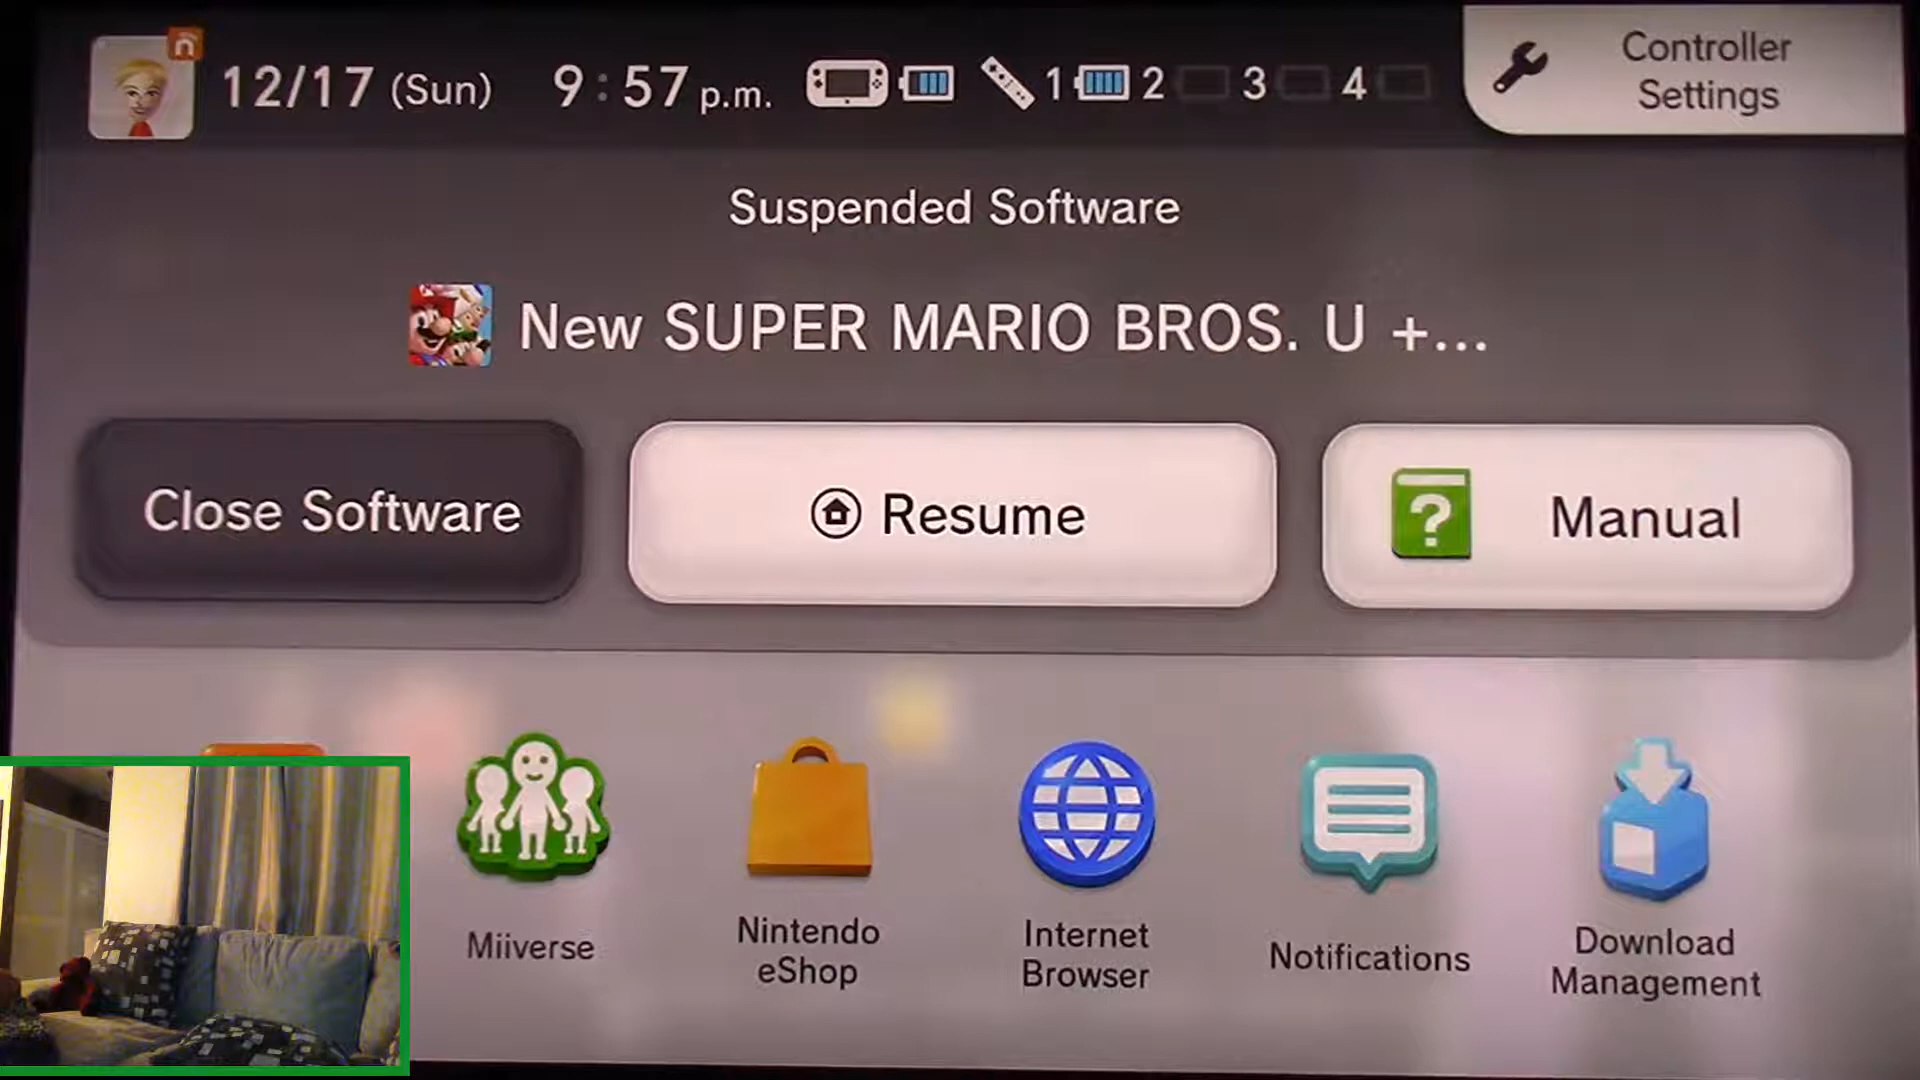 12/17 (Sun) 9:57 p.m. 1 2 3 4
Controller
Settings
Suspended Software
New SUPER MARIO BROS. U +...
Close Software
Resume
? Manual
Miiverse
Nintendo
eShop
Internet
Browser
Notifications
Download
Management